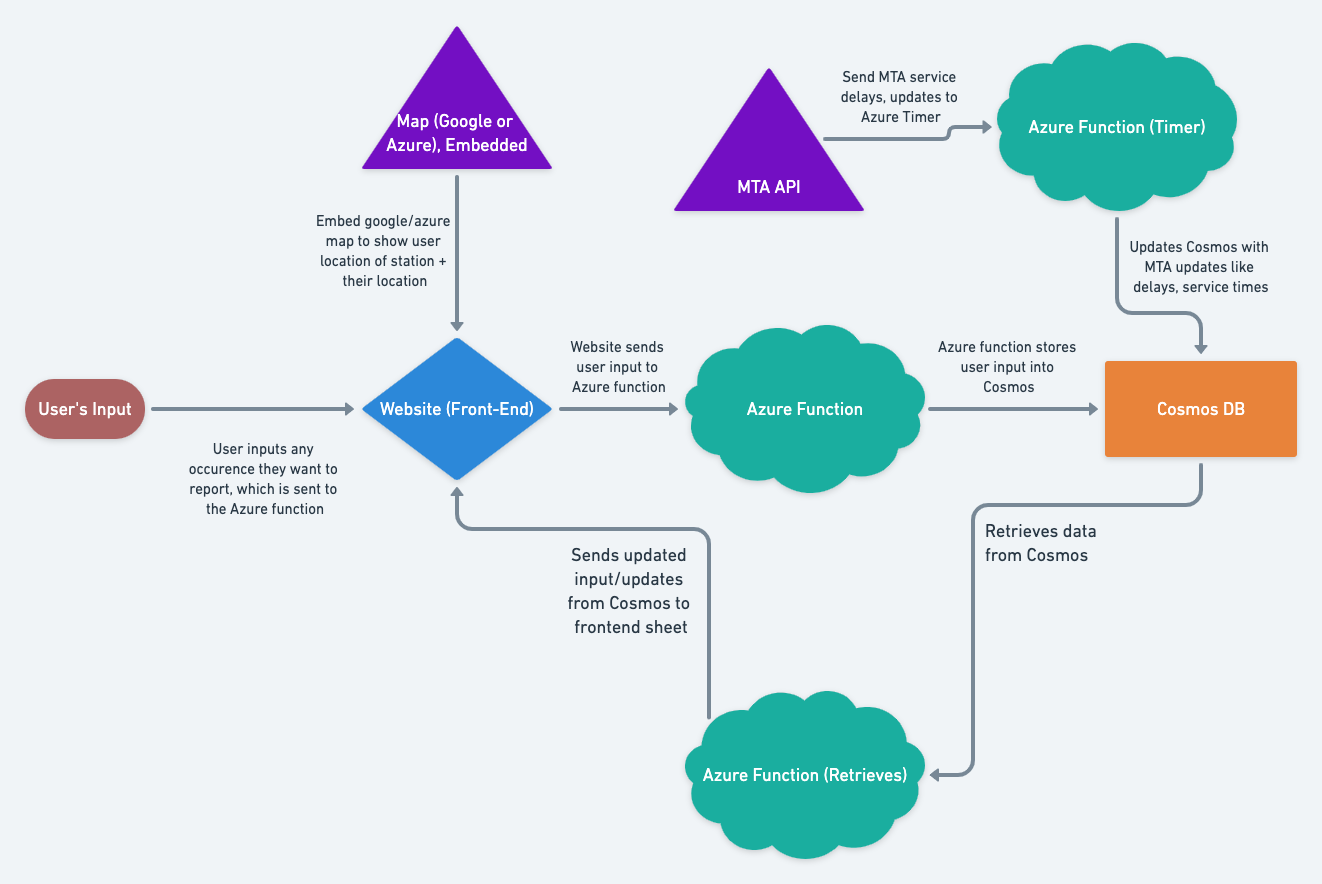 Map (Google or
Azure), Embedded
MTA API
Send MTA service
delays, updates to
Azure Timer
Azure Function (Timer)
Embed google/azure
map to show user
location of station +
their location
Updates Cosmos with
MTA updates like
delays, service times
User's Input
User inputs any
occurence they want to
report, which is sent to
the Azure function
Website (Front-End)
Website sends
user input to
Azure function
Azure Function
Azure function stores
user input into
Cosmos
Cosmos DB
Sends updated
input/updates
from Cosmos to
frontend sheet
Retrieves data
from Cosmos
Azure Function (Retrieves)